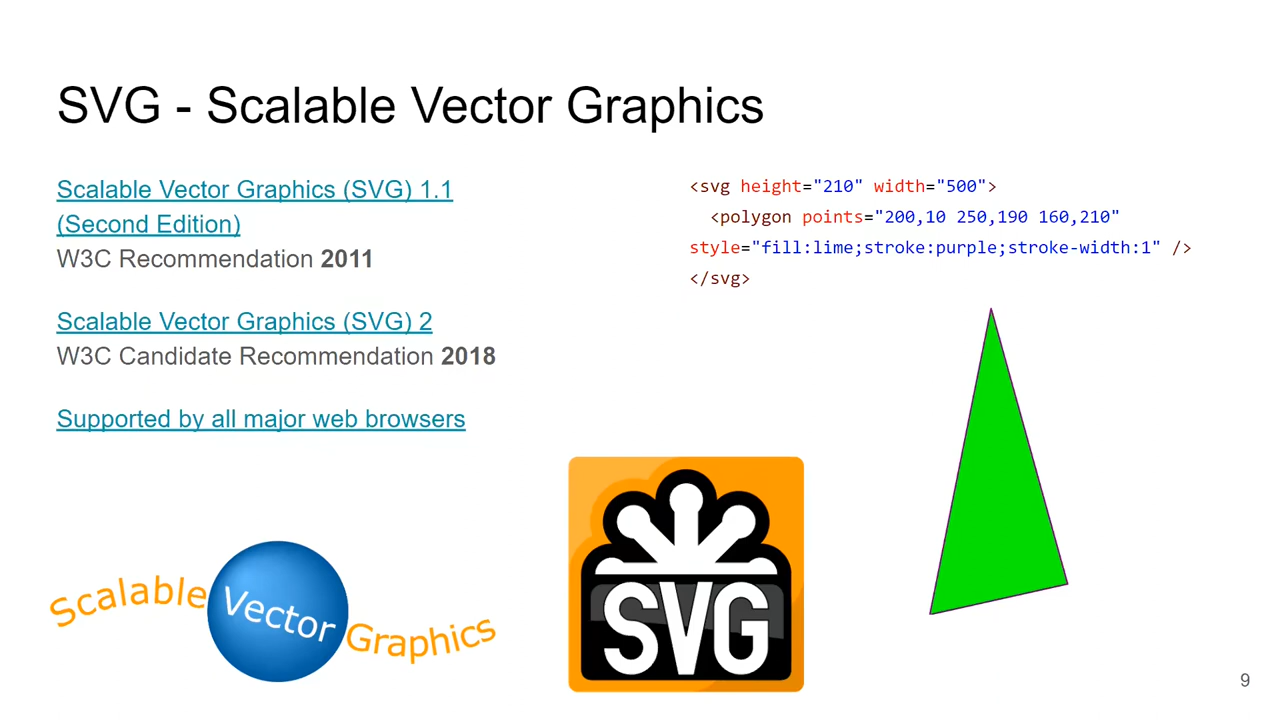 SVG - Scalable Vector Graphics
Scalable Vector Graphics (SVG) 1.1
(Second Edition)
W3C Recommendation 2011
Scalable Vector Graphics (SVG) 2
W3C Candidate Recommendation 2018
Supported by all major web browsers
<svg height="210" width="500">
  <polygon points="200,10 250,190 160,210"
style="fill:lime;stroke:purple;stroke-width:1" />
</svg>
Scalable Vector Graphics
SVG
9